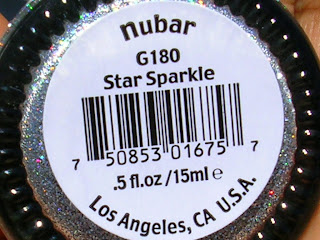 nubar
G180
Star Sparkle
7 50853 01675 7
.5 fl.oz/15ml ℮
Los Angeles, CA U.S.A.